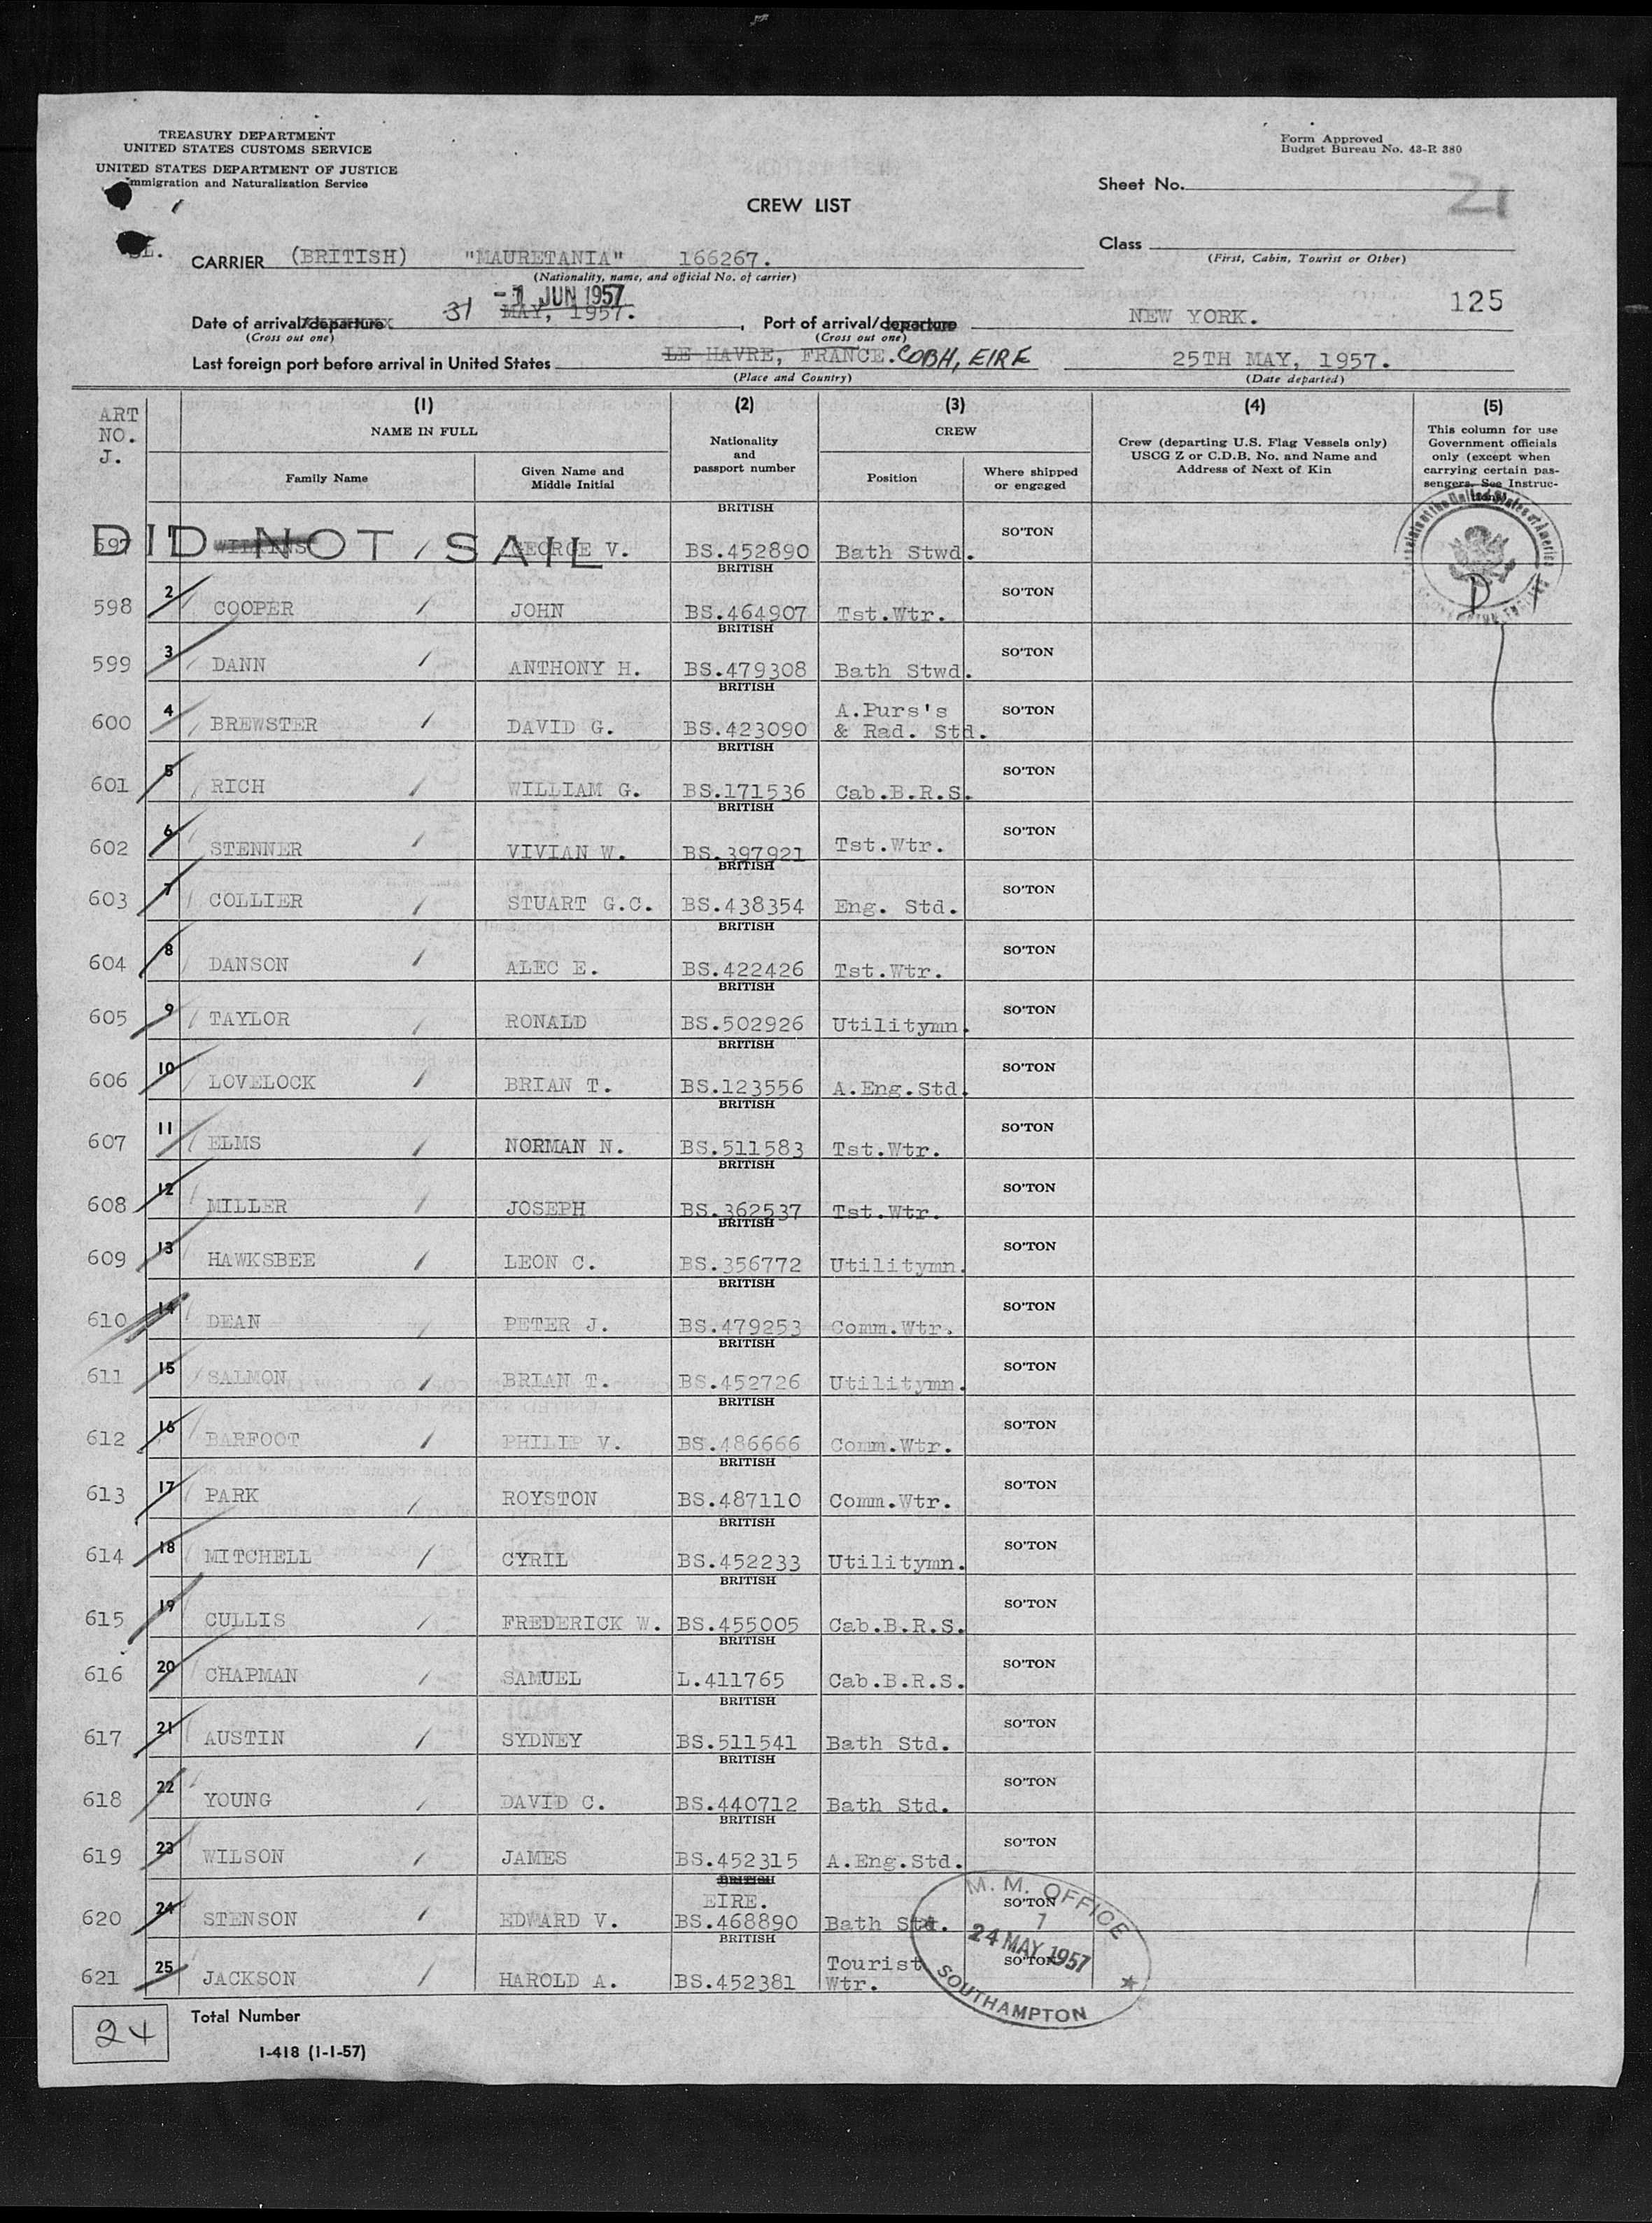 TREASURY DEPARTMENT
UNITED STATES CUSTOMS SERVICE
UNITED STATES DEPARTMENT OF JUSTICE
Immigration and Naturalization Service
Form Approved
Budget Bureau No. 43-R 380
Sheet No. 21
CREW LIST
Class
(First, Cabin, Tourist or Other)
CARRIER (BRITISH) "MAURETANIA" 166267.
(Nationality, name, and official No. of carrier)
-1 JUN 1957
125
Date of arrival/departure 31 MAY, 1957. , Port of arrival/departure NEW YORK.
(Cross out one) (Cross out one)
Last foreign port before arrival in United States LE HAVRE, FRANCE. COBH, EIRE 25TH MAY, 1957.
(Place and Country) (Date departed)
ART NO. J.
(1) (2) (3) (4) (5)
NAME IN FULL
Family Name
Given Name and Middle Initial
Nationality and passport number
CREW
Position
Where shipped or engaged
Crew (departing U.S. Flag Vessels only)
USCG Z or C.D.B. No. and Name and
Address of Next of Kin
This column for use
Government officials
only (except when
carrying certain pas-
sengers. See Instruc-
DID NOT SAIL
597 GEORGE V. BRITISH BS.452890 Bath Stwd. SO'TON
598 2 COOPER JOHN BRITISH BS.464907 Tst.Wtr. SO'TON
599 3 DANN ANTHONY H. BRITISH BS.479308 Bath Stwd. SO'TON
600 4 BREWSTER DAVID G. BRITISH BS.423090 A.Purs's & Rad. Std. SO'TON
601 5 RICH WILLIAM G. BRITISH BS.171536 Cab.B.R.S. SO'TON
602 6 STENNER VIVIAN W. BRITISH BS.397921 Tst.Wtr. SO'TON
603 7 COLLIER STUART G.C. BRITISH BS.438354 Eng. Std. SO'TON
604 8 DANSON ALEC E. BRITISH BS.422426 Tst.Wtr. SO'TON
605 9 TAYLOR RONALD BRITISH BS.502926 Utilitymn. SO'TON
606 10 LOVELOCK BRIAN T. BRITISH BS.123556 A.Eng.Std. SO'TON
607 11 ELMS NORMAN N. BRITISH BS.511583 Tst.Wtr. SO'TON
608 12 MILLER JOSEPH BRITISH BS.362537 Tst.Wtr. SO'TON
609 13 HAWKSBEE LEON C. BRITISH BS.356772 Utilitymn. SO'TON
610 14 DEAN PETER J. BRITISH BS.479253 Comm.Wtr. SO'TON
611 15 SALMON BRIAN T. BRITISH BS.452726 Utilitymn. SO'TON
612 16 BARFOOT PHILIP V. BRITISH BS.486666 Comm.Wtr. SO'TON
613 17 PARK ROYSTON BRITISH BS.487110 Comm.Wtr. SO'TON
614 18 MITCHELL CYRIL BRITISH BS.452233 Utilitymn. SO'TON
615 19 CULLIS FREDERICK W. BRITISH BS.455005 Cab.B.R.S. SO'TON
616 20 CHAPMAN SAMUEL BRITISH L.411765 Cab.B.R.S. SO'TON
617 21 AUSTIN SYDNEY BRITISH BS.511541 Bath Std. SO'TON
618 22 YOUNG DAVID C. BRITISH BS.440712 Bath Std. SO'TON
619 23 WILSON JAMES BRITISH BS.452315 A.Eng.Std. SO'TON
620 24 STENSON EDWARD V. BRITISH EIRE. BS.468890 Bath Std. SO'TON
621 25 JACKSON HAROLD A. BRITISH BS.452381 Tourist Wtr. SO'TON
M. M. OFFICE
7
24 MAY 1957
SOUTHAMPTON
24 Total Number
I-418 (1-1-57)